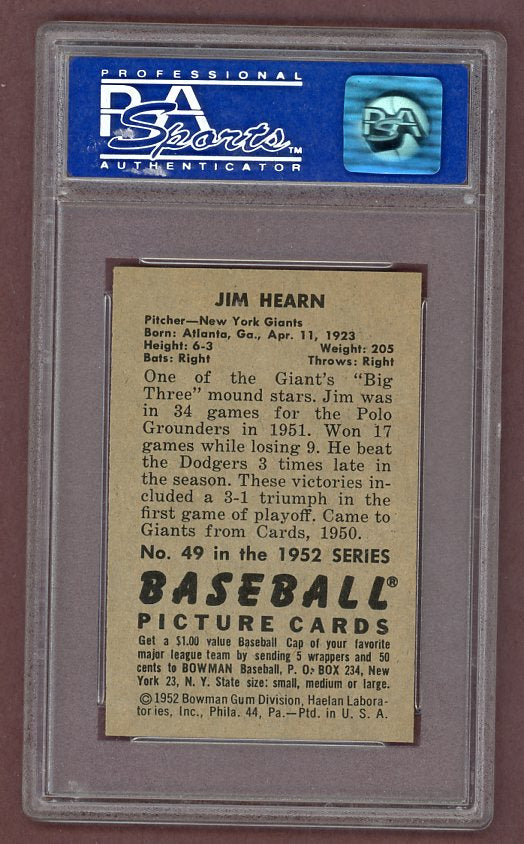 PROFESSIONAL
PSA
Sports™
AUTHENTICATOR
PSA
JIM HEARN
Pitcher—New York Giants
Born: Atlanta, Ga., Apr. 11, 1923
Height: 6-3 Weight: 205
Bats: Right Throws: Right
One of the Giant's "Big
Three" mound stars. Jim was
in 34 games for the Polo
Grounders in 1951. Won 17
games while losing 9. He beat
the Dodgers 3 times late in
the season. These victories in-
cluded a 3-1 triumph in the
first game of playoff. Came to
Giants from Cards, 1950.
No. 49 in the 1952 SERIES
BASEBALL®
PICTURE CARDS
Get a $1.00 value Baseball Cap of your favorite
major league team by sending 5 wrappers and 50
cents to BOWMAN Baseball, P. O. BOX 234, New
York 23, N. Y. State size: small, medium or large.
©1952 Bowman Gum Division, Haelan Labora-
tories, Inc., Phila. 44, Pa.—Ptd. in U. S. A.